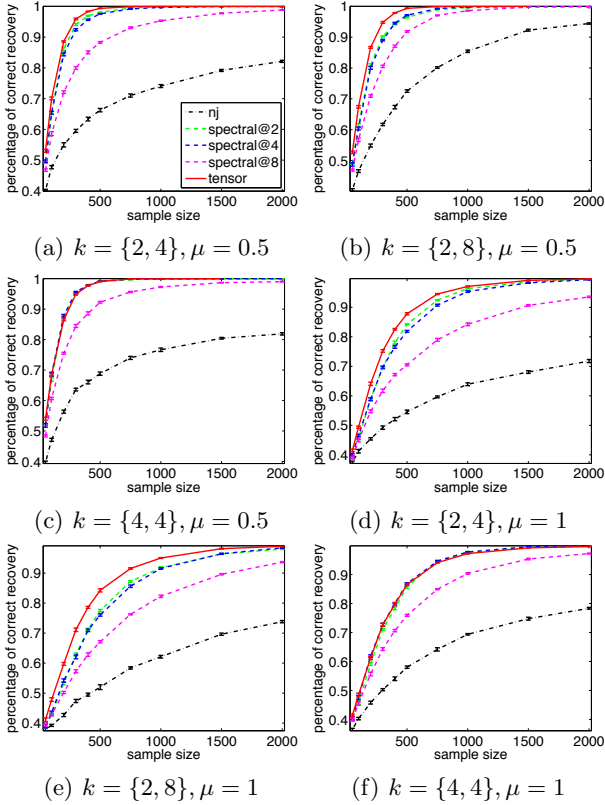 percentage of correct recovery
1
0.9
0.8
0.7
0.6
0.5
0.4
500 1000 1500 2000
sample size
nj
spectral@2
spectral@4
spectral@8
tensor
(a) k = {2, 4}, μ = 0.5
percentage of correct recovery
1
0.9
0.8
0.7
0.6
0.5
0.4
500 1000 1500 2000
sample size
(b) k = {2, 8}, μ = 0.5
percentage of correct recovery
1
0.9
0.8
0.7
0.6
0.5
0.4
500 1000 1500 2000
sample size
(c) k = {4, 4}, μ = 0.5
percentage of correct recovery
0.9
0.8
0.7
0.6
0.5
0.4
500 1000 1500 2000
sample size
(d) k = {2, 4}, μ = 1
percentage of correct recovery
0.9
0.8
0.7
0.6
0.5
0.4
500 1000 1500 2000
sample size
(e) k = {2, 8}, μ = 1
percentage of correct recovery
0.9
0.8
0.7
0.6
0.5
0.4
500 1000 1500 2000
sample size
(f) k = {4, 4}, μ = 1